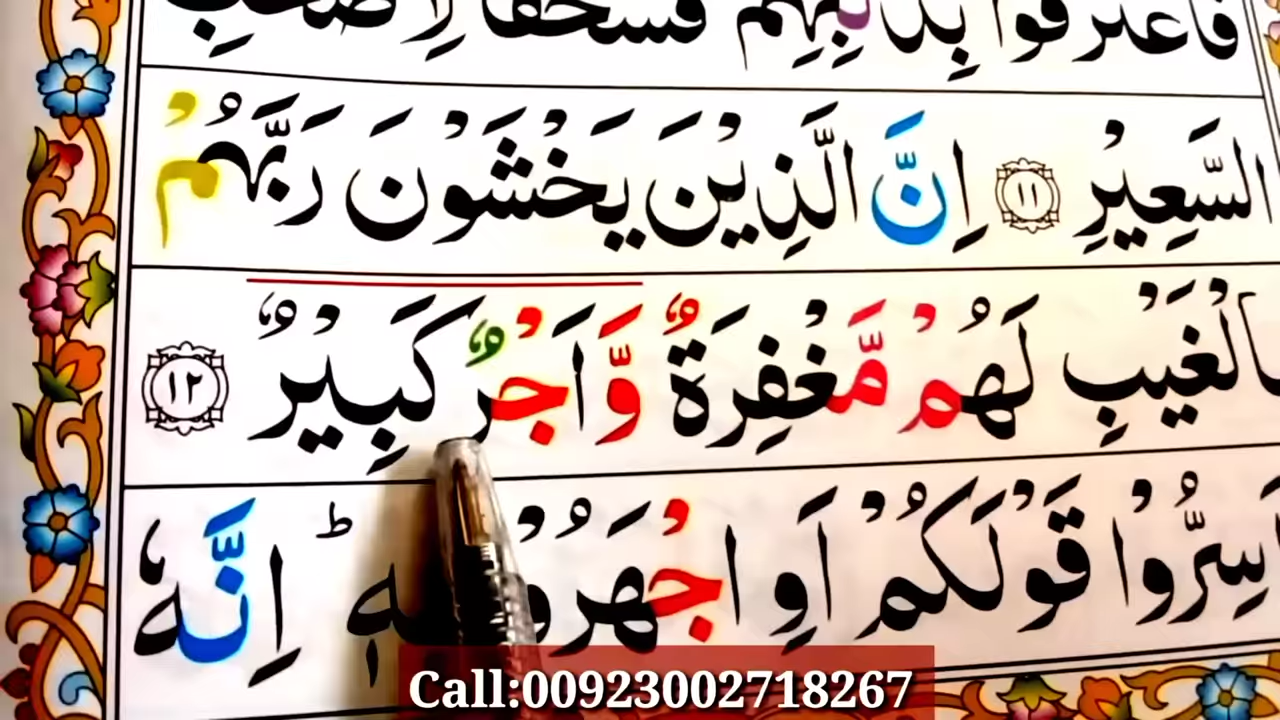 فَاعْتَرَفُوْا بِذَنْۢبِهِمْ فَسُحْقًا لِّاَصْحٰبِ
السَّعِيْرِ ۝۱۱ اِنَّ الَّذِيْنَ يَخْشَوْنَ رَبَّهُمْ
بِالْغَيْبِ لَهُمْ مَّغْفِرَةٌ وَّاَجْرٌ كَبِيْرٌ ۝۱۲
اَسِرُّوْا قَوْلَكُمْ اَوِ اجْهَرُوْا بِهٖ ؕ اِنَّهٗ
Call:00923002718267